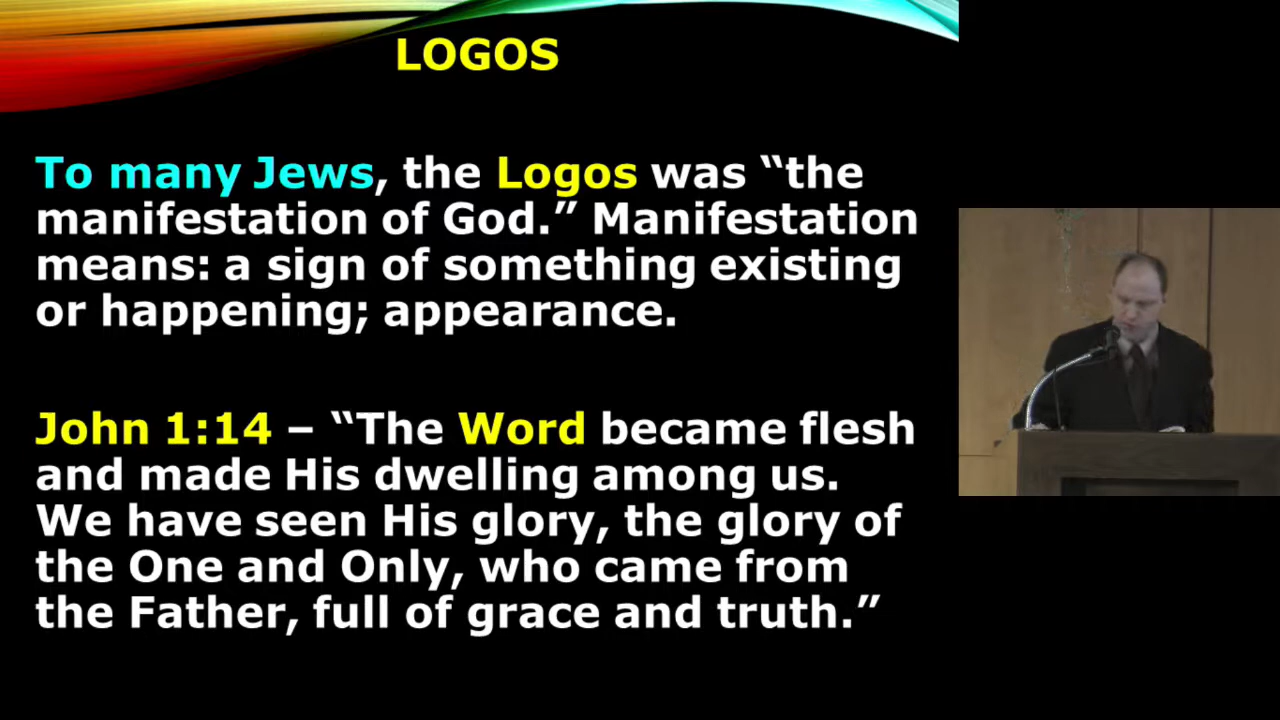 LOGOS
To many Jews, the Logos was “the
manifestation of God.” Manifestation
means: a sign of something existing
or happening; appearance.
John 1:14 – “The Word became flesh
and made His dwelling among us.
We have seen His glory, the glory of
the One and Only, who came from
the Father, full of grace and truth.”